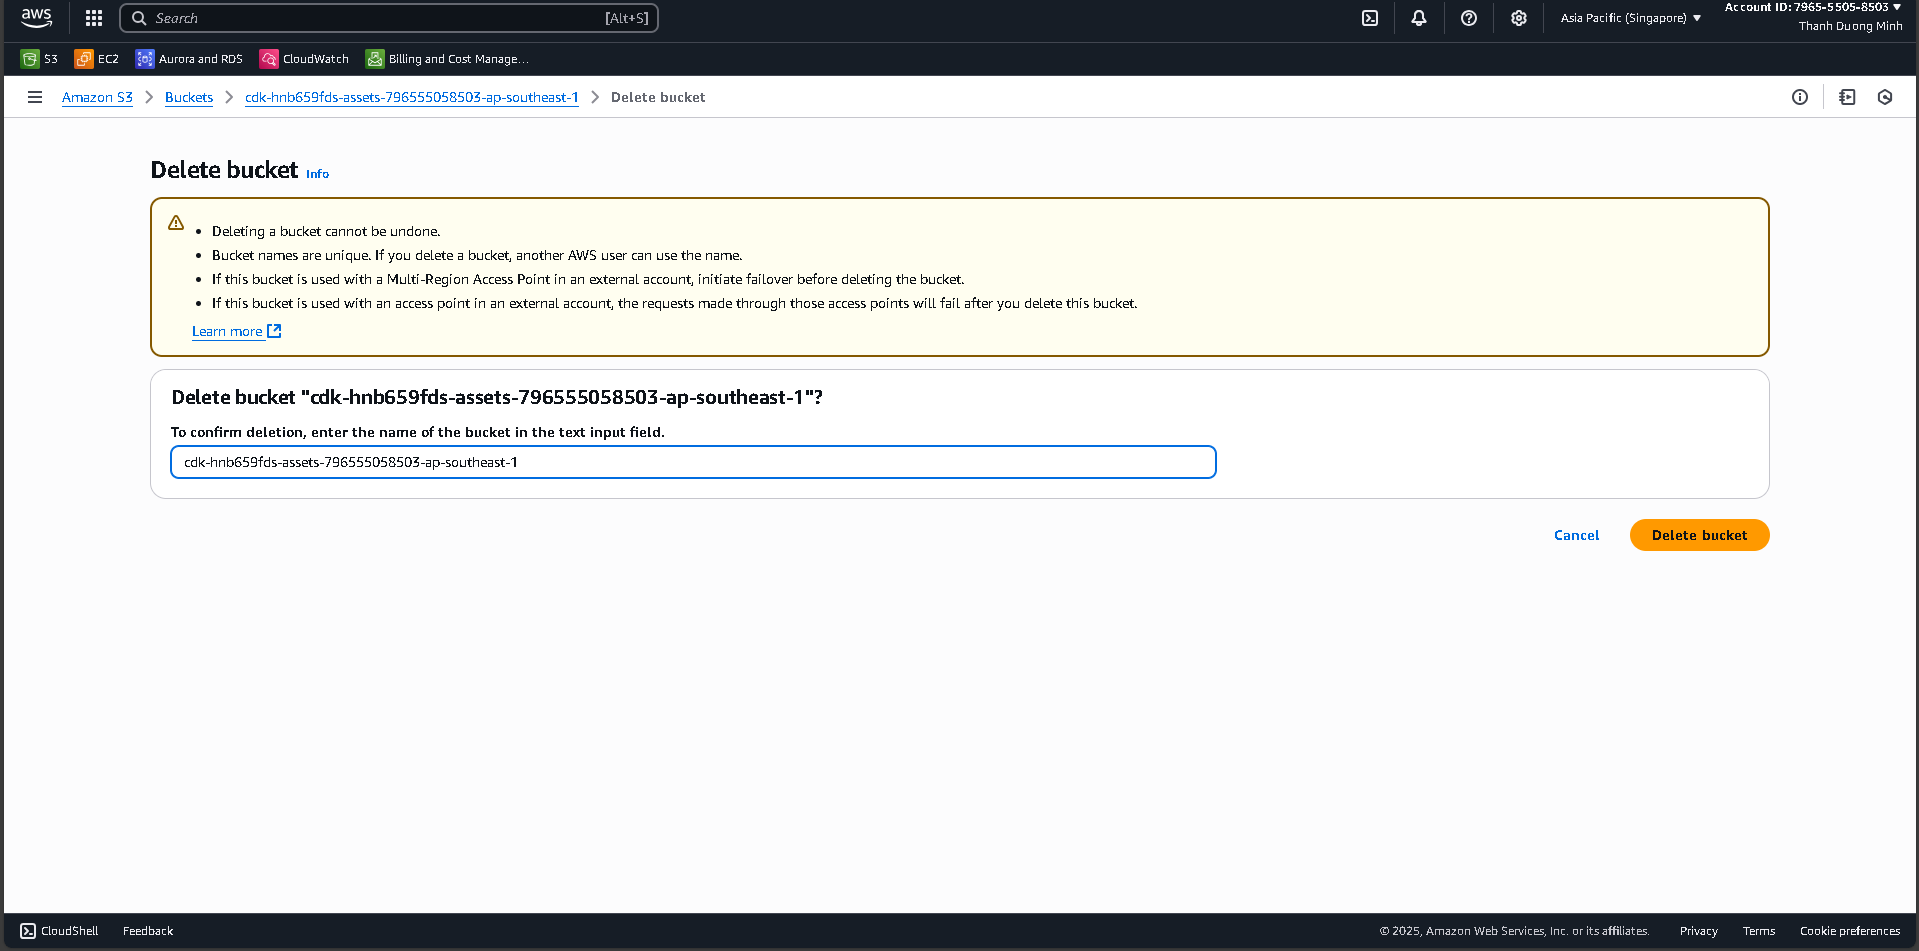 aws
Search [Alt+S]
Asia Pacific (Singapore)
Account ID: 7965-5505-8503
Thanh Duong Minh
S3 EC2 Aurora and RDS CloudWatch Billing and Cost Manage...
Amazon S3 Buckets cdk-hnb659fds-assets-796555058503-ap-southeast-1 Delete bucket
Delete bucket Info
Deleting a bucket cannot be undone.
Bucket names are unique. If you delete a bucket, another AWS user can use the name.
If this bucket is used with a Multi-Region Access Point in an external account, initiate failover before deleting the bucket.
If this bucket is used with an access point in an external account, the requests made through those access points will fail after you delete this bucket.
Learn more
Delete bucket "cdk-hnb659fds-assets-796555058503-ap-southeast-1"?
To confirm deletion, enter the name of the bucket in the text input field.
cdk-hnb659fds-assets-796555058503-ap-southeast-1
Cancel Delete bucket
CloudShell Feedback © 2025, Amazon Web Services, Inc. or its affiliates. Privacy Terms Cookie preferences